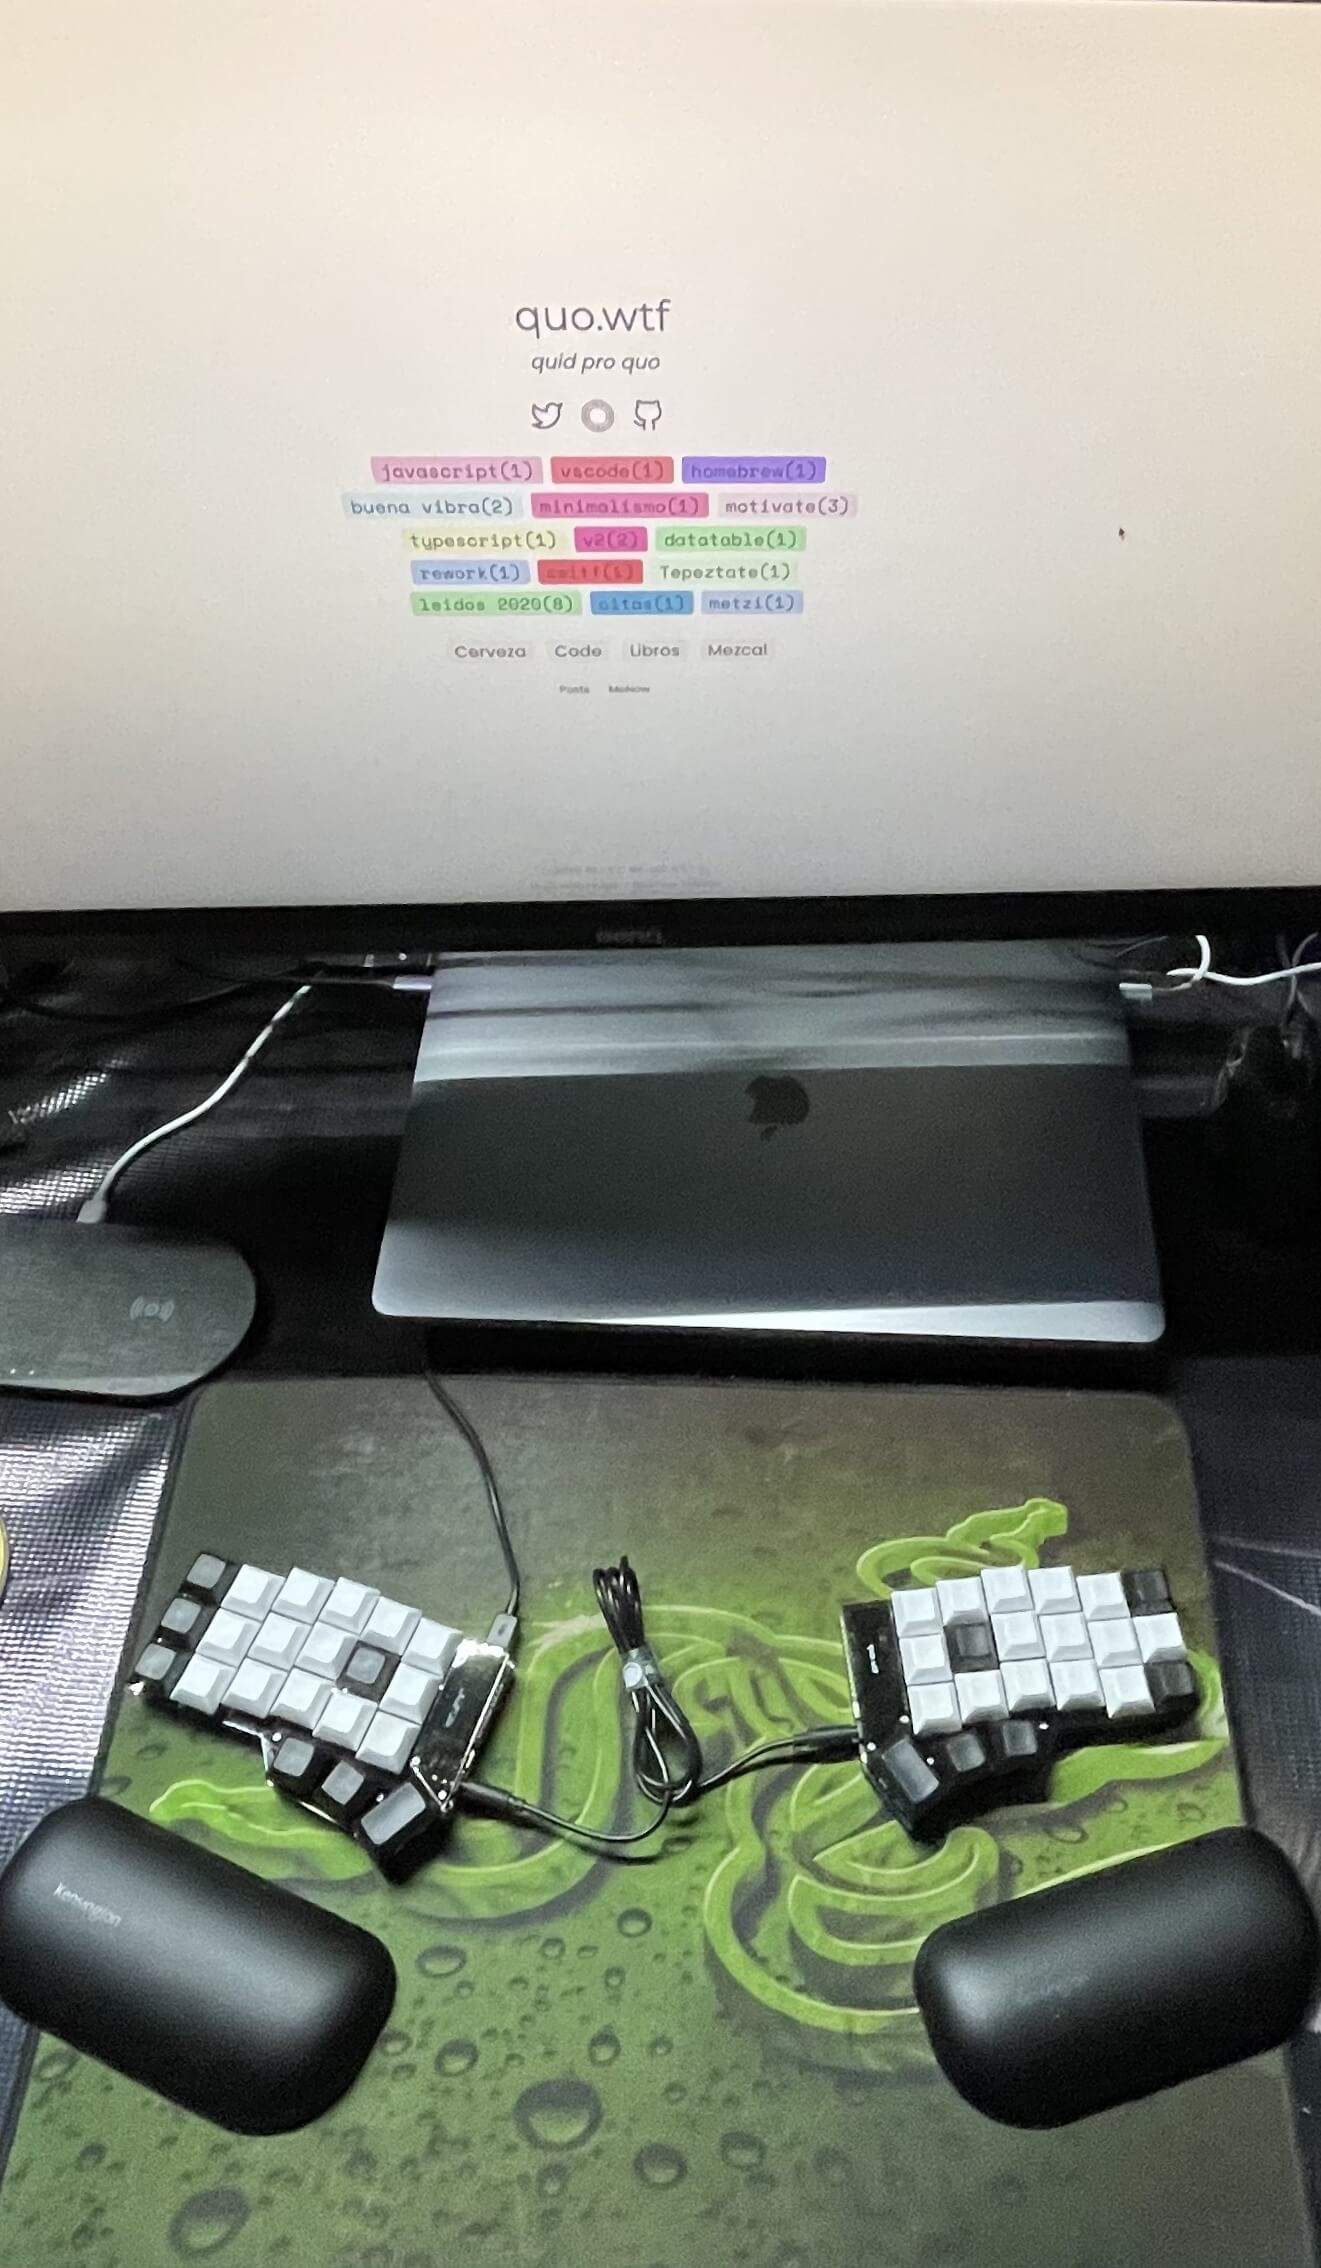 quo.wtf
quid pro quo
javascript(1) vscode(1) homebrew(1)
buena vibra(2) minimalismo(1) motivate(3)
typescript(1) v2(2) datatable(1)
rework(1) Tepeztate(1)
leidos 2020(8) metzi(1)
Cerveza Code Libros Mezcal
Posts
BenQ
Kensington